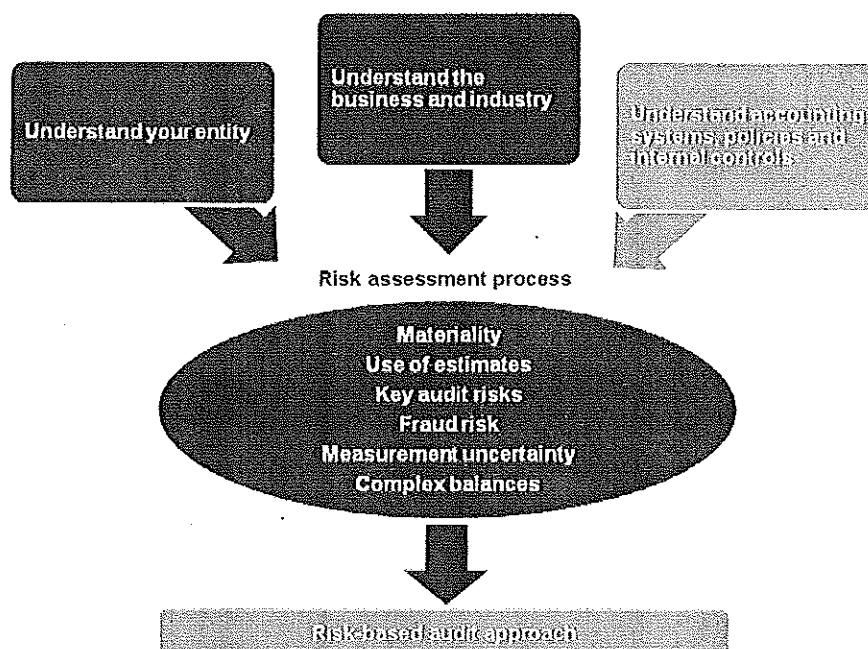 Understand your entity
Understand the
business and industry
Understand accounting
systems, policies and
internal controls
Risk assessment process
Materiality
Use of estimates
Key audit risks
Fraud risk
Measurement uncertainty
Complex balances
Risk-based audit approach